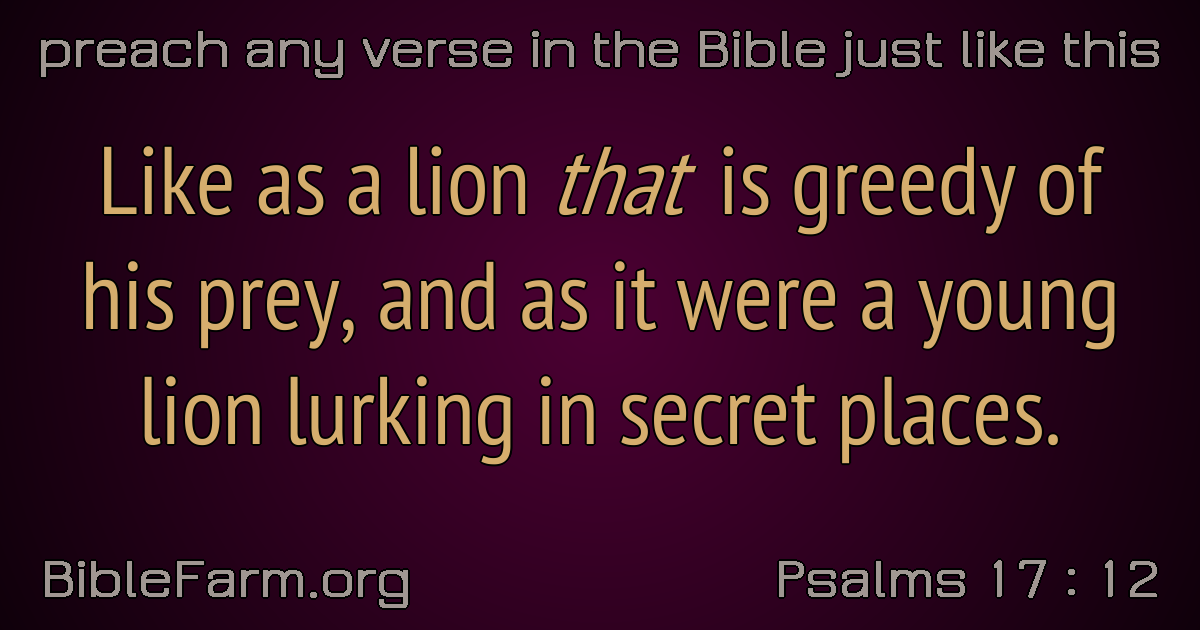 preach any verse in the Bible just like this
Like as a lion that is greedy of
his prey, and as it were a young
lion lurking in secret places.
BibleFarm.org
Psalms 17 : 12